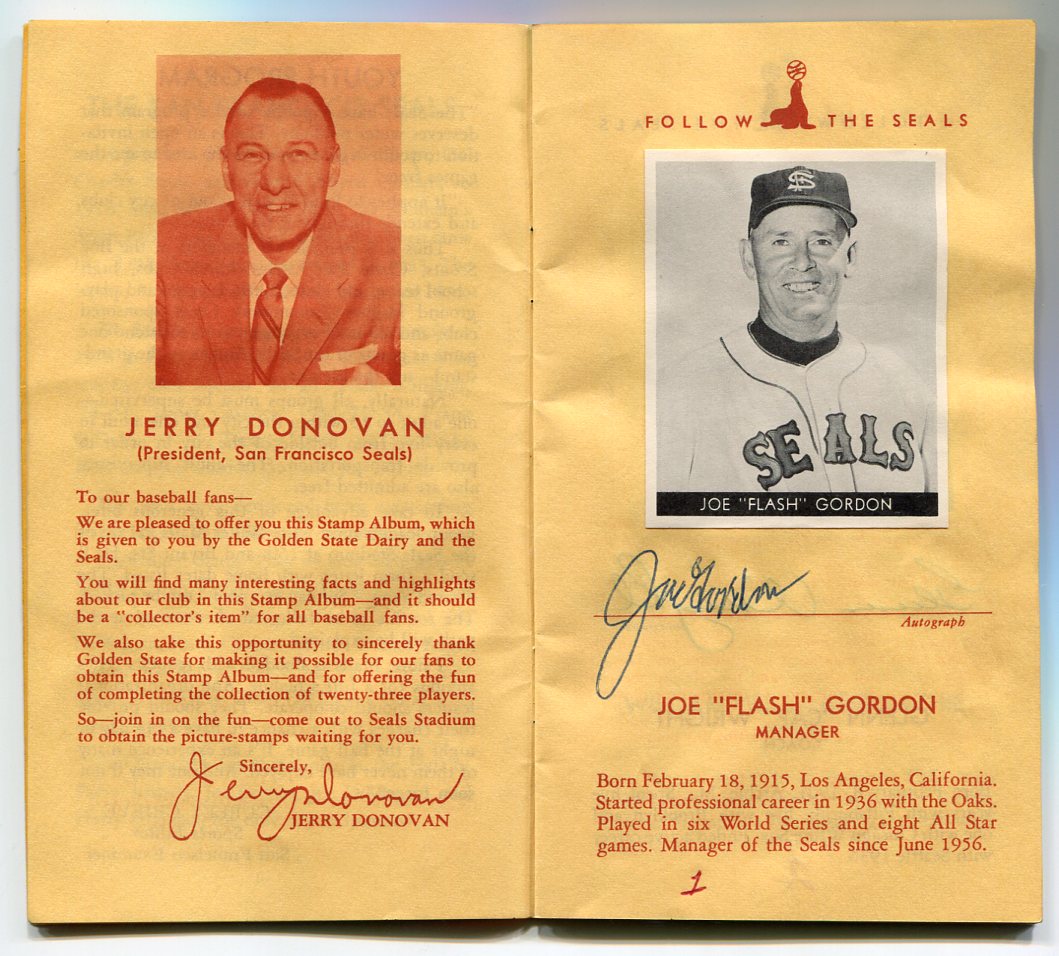 JERRY DONOVAN
(President, San Francisco Seals)
To our baseball fans—
We are pleased to offer you this Stamp Album, which
is given to you by the Golden State Dairy and the
Seals.
You will find many interesting facts and highlights
about our club in this Stamp Album—and it should
be a "collector's item" for all baseball fans.
We also take this opportunity to sincerely thank
Golden State for making it possible for our fans to
obtain this Stamp Album—and for offering the fun
of completing the collection of twenty-three players.
So—join in on the fun—come out to Seals Stadium
to obtain the picture-stamps waiting for you.
Sincerely,
Jerry Donovan
JERRY DONOVAN
FOLLOW THE SEALS
SF
SEALS
JOE "FLASH" GORDON
Joe Gordon
Autograph
JOE "FLASH" GORDON
MANAGER
Born February 18, 1915, Los Angeles, California.
Started professional career in 1936 with the Oaks.
Played in six World Series and eight All Star
games. Manager of the Seals since June 1956.
1